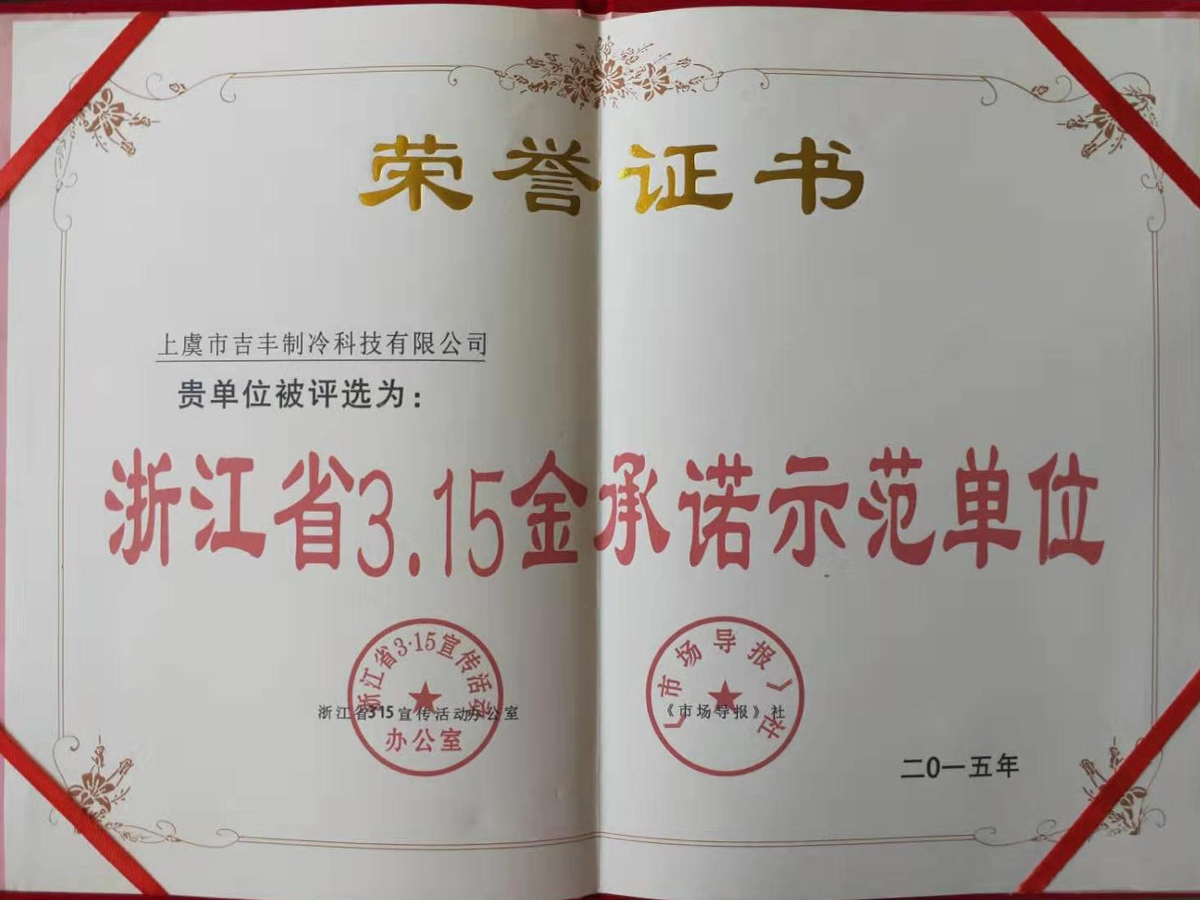 荣誉证书
上虞市吉丰制冷科技有限公司
贵单位被评选为：
浙江省3.15金承诺示范单位
浙江省3·15宣传活动
办公室
浙江省315宣传活动办公室
《市场导报》社
《市场导报》社
二0一五年